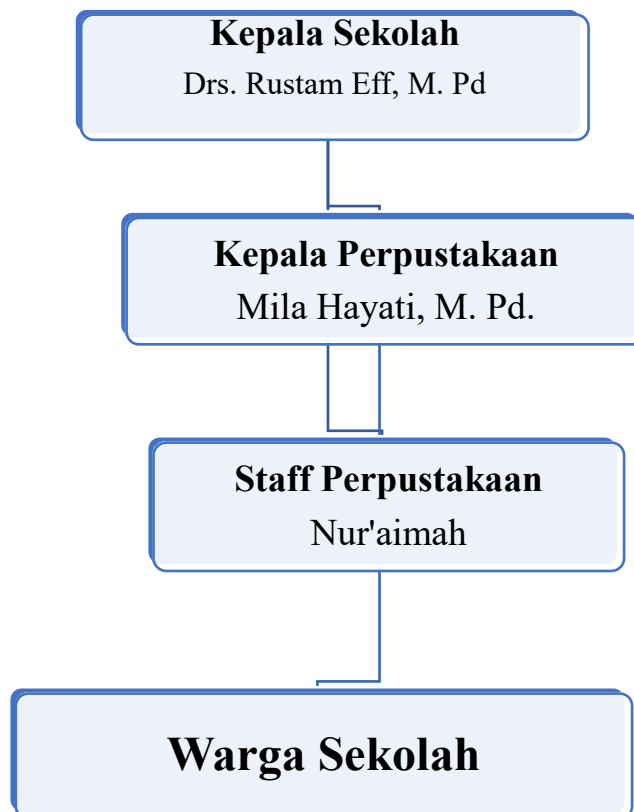 Kepala Sekolah
Drs. Rustam Eff, M. Pd
Kepala Perpustakaan
Mila Hayati, M. Pd.
Staff Perpustakaan
Nur'aimah
Warga Sekolah